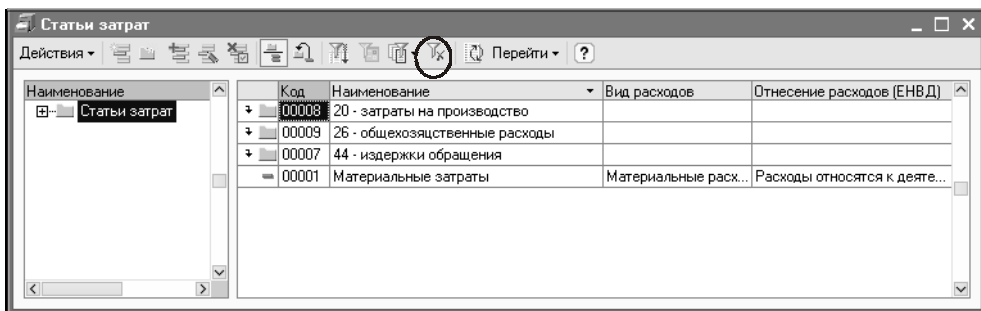 Статьи затрат
Действия Перейти ?
Наименование
Статьи затрат
Код Наименование Вид расходов Отнесение расходов (ЕНВД)
00008 20 - затраты на производство
00009 26 - общехозяцственные расходы
00007 44 - издержки обращения
00001 Материальные затраты Материальные расх... Расходы относятся к деяте...